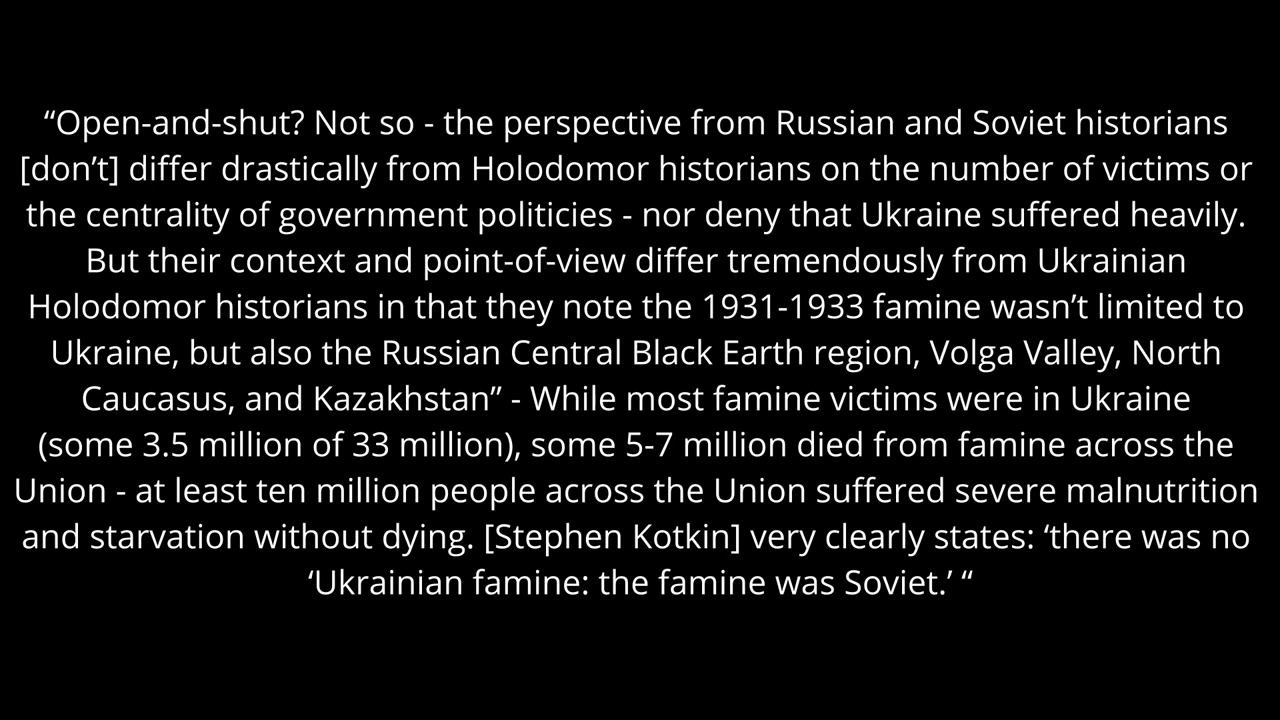 “Open-and-shut? Not so - the perspective from Russian and Soviet historians
[don’t] differ drastically from Holodomor historians on the number of victims or
the centrality of government politicies - nor deny that Ukraine suffered heavily.
But their context and point-of-view differ tremendously from Ukrainian
Holodomor historians in that they note the 1931-1933 famine wasn’t limited to
Ukraine, but also the Russian Central Black Earth region, Volga Valley, North
Caucasus, and Kazakhstan” - While most famine victims were in Ukraine
(some 3.5 million of 33 million), some 5-7 million died from famine across the
Union - at least ten million people across the Union suffered severe malnutrition
and starvation without dying. [Stephen Kotkin] very clearly states: ‘there was no
‘Ukrainian famine: the famine was Soviet.’ “